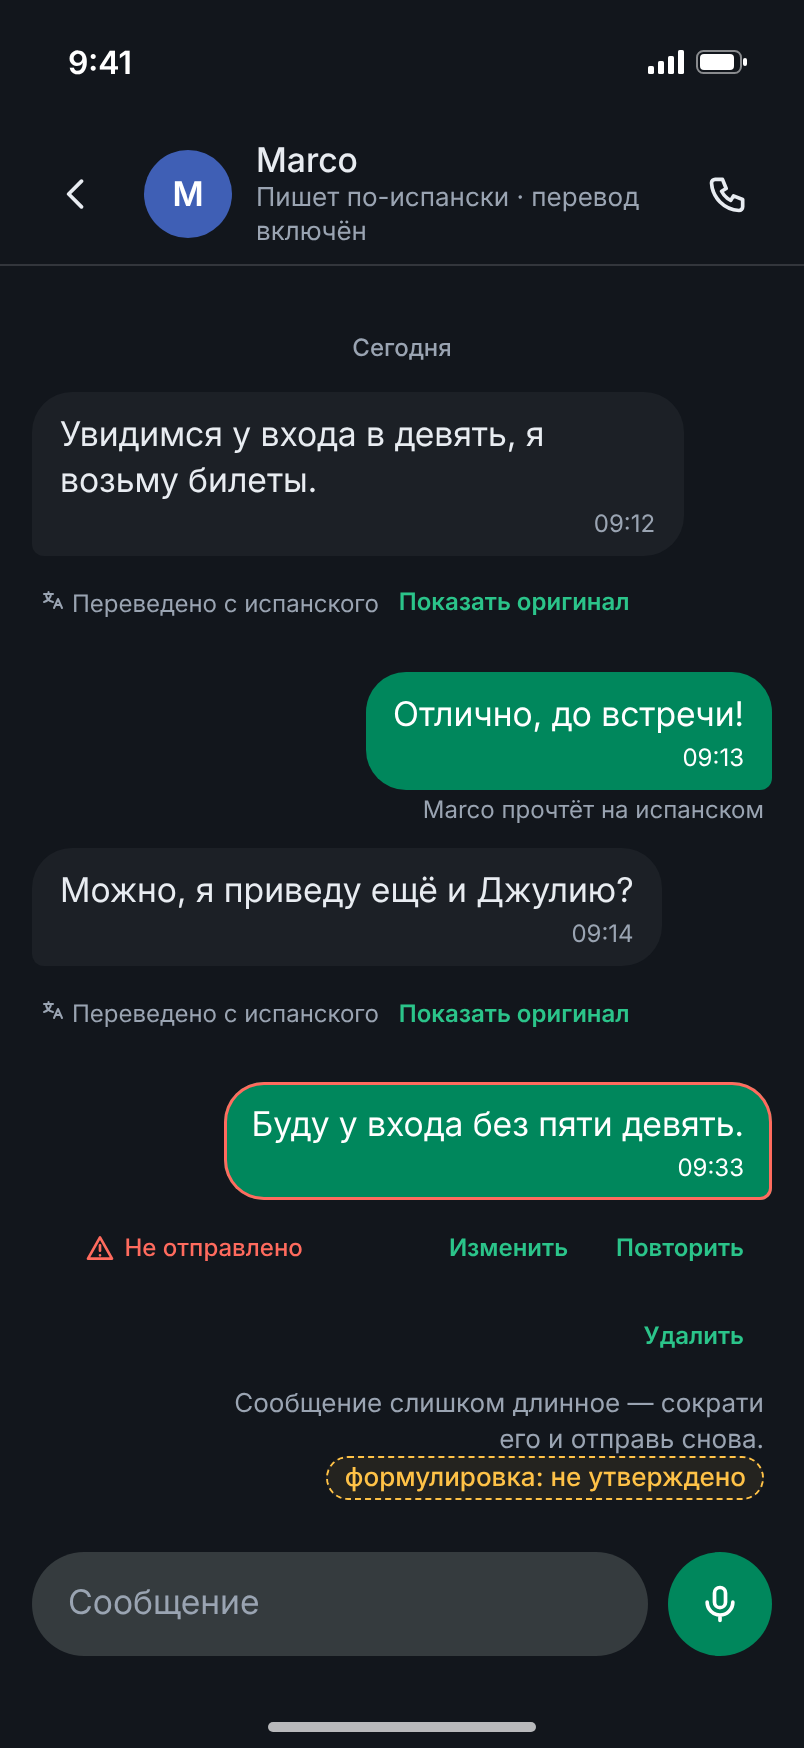 9:41
M
Marco
Пишет по-испански · перевод
включён
Сегодня
Увидимся у входа в девять, я
возьму билеты.
09:12
Переведено с испанского Показать оригинал
Отлично, до встречи!
09:13
Marco прочтёт на испанском
Можно, я приведу ещё и Джулию?
09:14
Переведено с испанского Показать оригинал
Буду у входа без пяти девять.
09:33
Не отправлено Изменить Повторить
Удалить
Сообщение слишком длинное — сократи
его и отправь снова.
формулировка: не утверждено
Сообщение